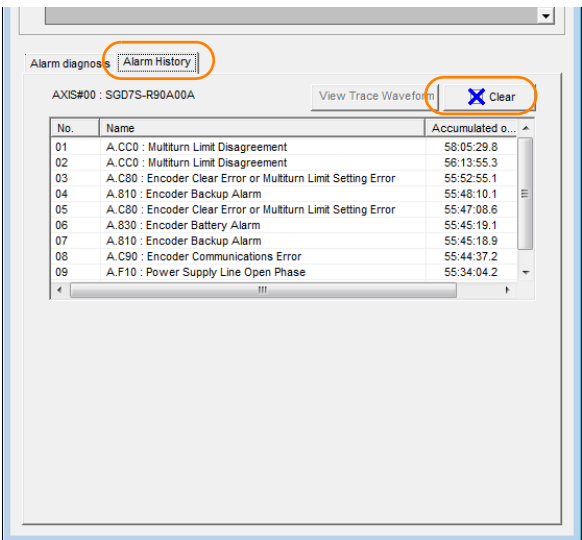 Alarm diagnosis Alarm History
AXIS#00 : SGD7S-R90A00A View Trace Waveform Clear
No. Name Accumulated o...
01 A.CC0 : Multiturn Limit Disagreement 58:05:29.8
02 A.CC0 : Multiturn Limit Disagreement 56:13:55.3
03 A.C80 : Encoder Clear Error or Multiturn Limit Setting Error 55:52:55.1
04 A.810 : Encoder Backup Alarm 55:48:10.1
05 A.C80 : Encoder Clear Error or Multiturn Limit Setting Error 55:47:08.6
06 A.830 : Encoder Battery Alarm 55:45:19.1
07 A.810 : Encoder Backup Alarm 55:45:18.9
08 A.C90 : Encoder Communications Error 55:44:37.2
09 A.F10 : Power Supply Line Open Phase 55:34:04.2